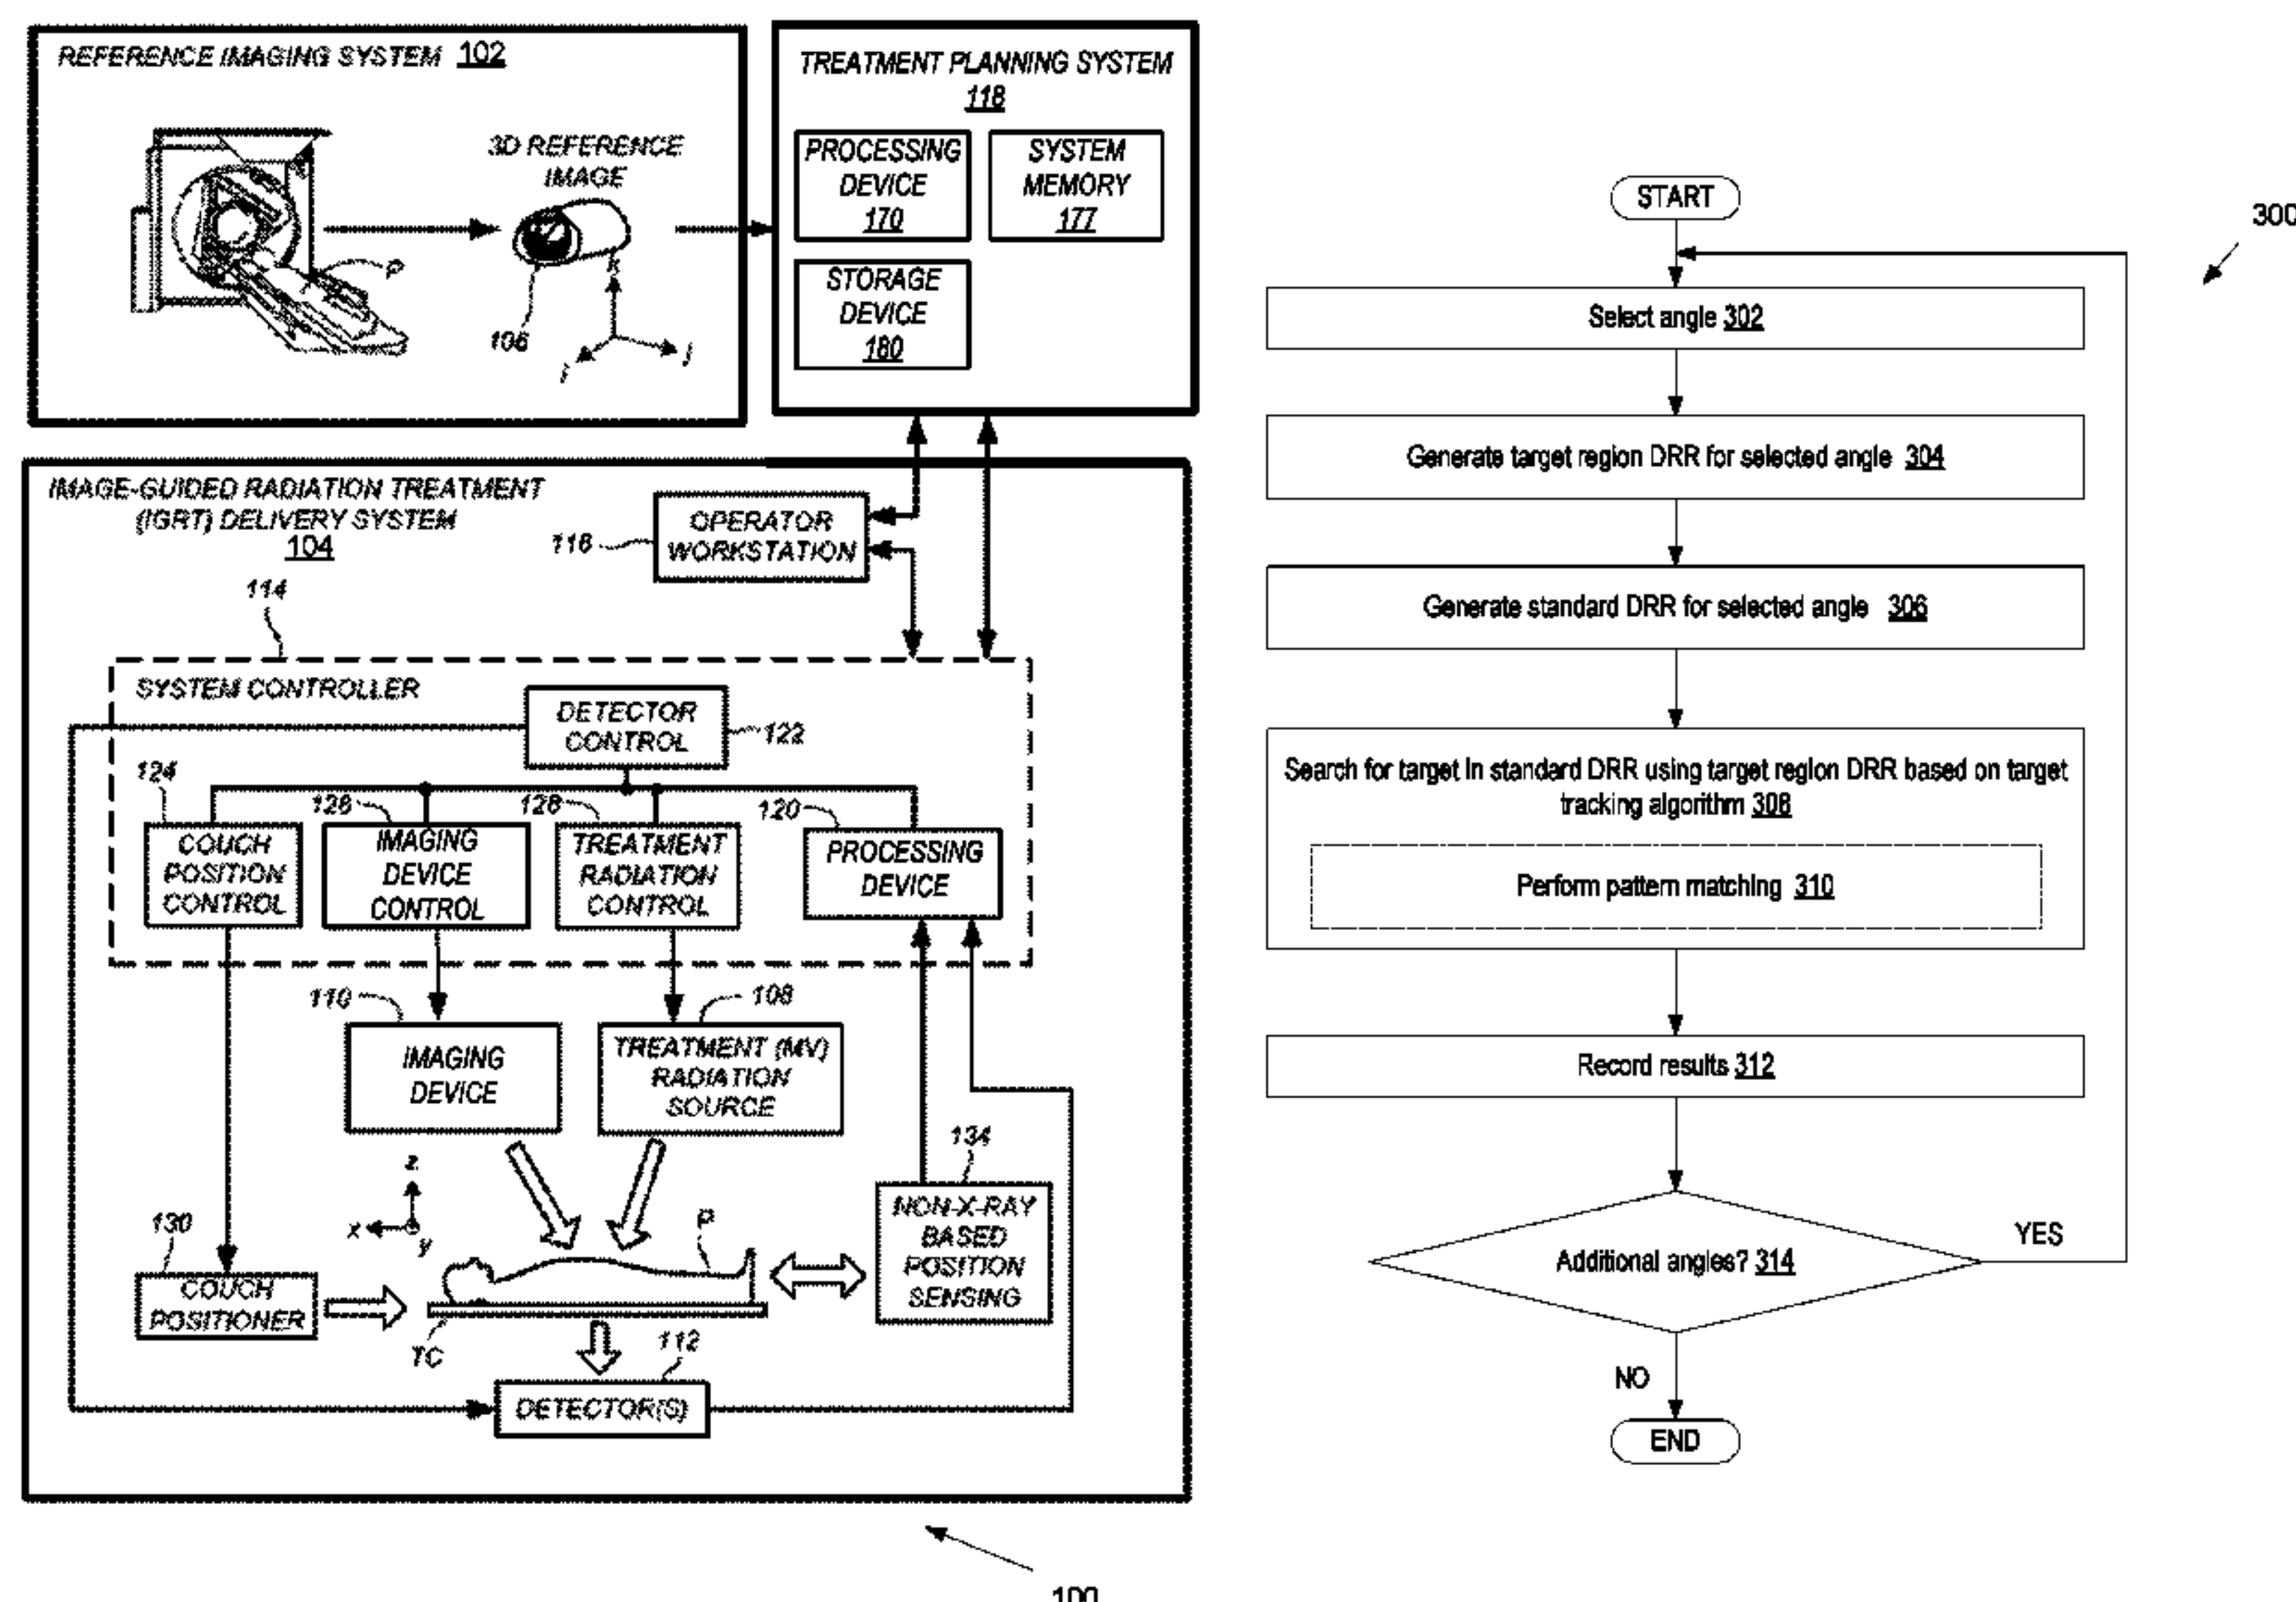 REFERENCE IMAGING SYSTEM 102
3D REFERENCE
IMAGE
P
106
k
i
j
TREATMENT PLANNING SYSTEM
118
PROCESSING
DEVICE
170
SYSTEM
MEMORY
177
STORAGE
DEVICE
180
IMAGE-GUIDED RADIATION TREATMENT
(IGRT) DELIVERY SYSTEM
104
116
OPERATOR
WORKSTATION
114
SYSTEM CONTROLLER
DETECTOR
CONTROL
122
124
COUCH
POSITION
CONTROL
126
IMAGING
DEVICE
CONTROL
128
TREATMENT
RADIATION
CONTROL
120
PROCESSING
DEVICE
110
IMAGING
DEVICE
108
TREATMENT (MV)
RADIATION
SOURCE
134
NON-X-RAY
BASED
POSITION
SENSING
z
x
y
P
130
COUCH
POSITIONER
TC
112
DETECTOR(S)
100
300
START
Select angle 302
Generate target region DRR for selected angle 304
Generate standard DRR for selected angle 306
Search for target in standard DRR using target region DRR based on target
tracking algorithm 308
Perform pattern matching 310
Record results 312
Additional angles? 314
YES
NO
END